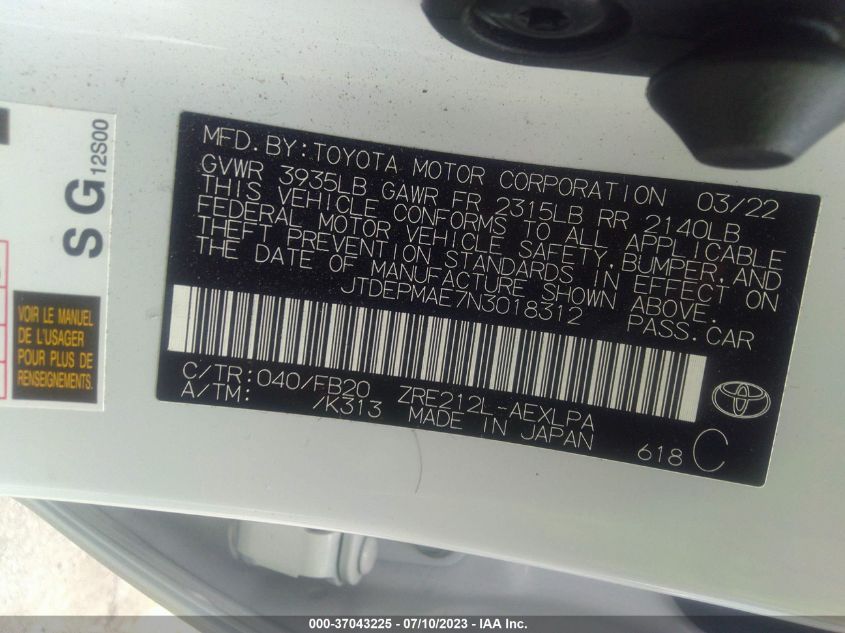 S G
12S00
VOIR LE MANUEL
DE L'USAGER
POUR PLUS DE
RENSEIGNEMENTS.
MFD. BY: TOYOTA MOTOR CORPORATION 03/22
GVWR 3935LB GAWR FR 2315LB RR 2140LB
THIS VEHICLE CONFORMS TO ALL APPLICABLE
FEDERAL MOTOR VEHICLE SAFETY, BUMPER, AND
THEFT PREVENTION STANDARDS IN EFFECT ON
THE DATE OF MANUFACTURE SHOWN ABOVE.
JTDEPMAE7N3018312 PASS. CAR
C/TR: 040/FB20 ZRE212L-AEXLPA
A/TM: /K313 MADE IN JAPAN
618 C
000-37043225 - 07/10/2023 - IAA Inc.